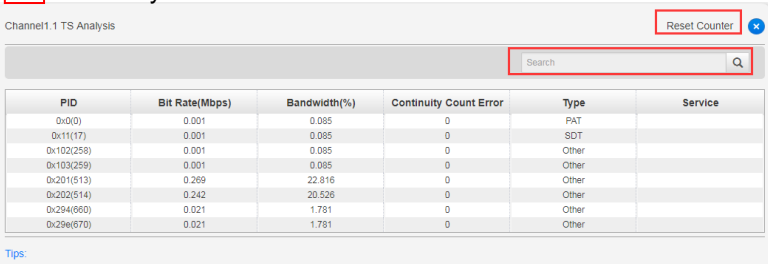 Channel1.1 TS Analysis Reset Counter
Search
PID Bit Rate(Mbps) Bandwidth(%) Continuity Count Error Type Service
0x0(0) 0.001 0.085 0 PAT
0x11(17) 0.001 0.085 0 SDT
0x102(258) 0.001 0.085 0 Other
0x103(259) 0.001 0.085 0 Other
0x201(513) 0.269 22.816 0 Other
0x202(514) 0.242 20.526 0 Other
0x294(660) 0.021 1.781 0 Other
0x29e(670) 0.021 1.781 0 Other
Tips: